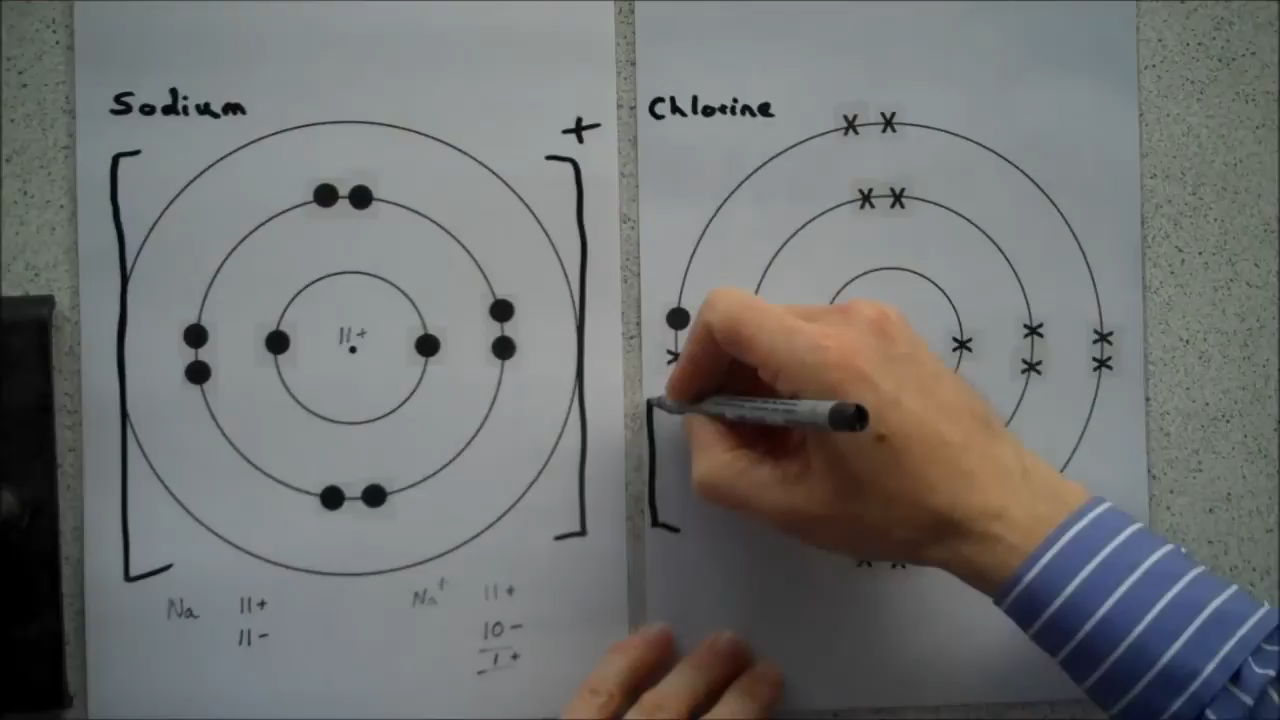 Sodium
+
11+
Na 11+
11-
Na+ 11+
10-
1+
Chlorine